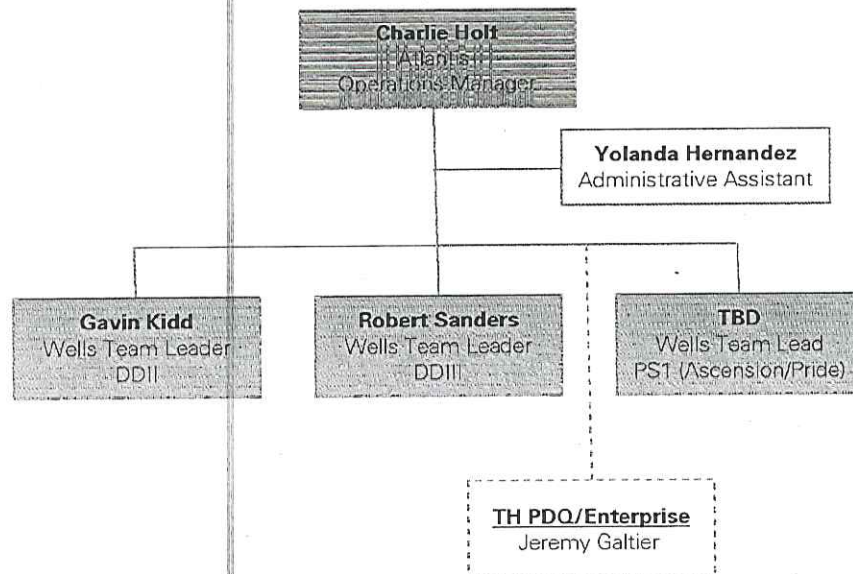 Charlie Holt
Atlantis
Operations Manager
Yolanda Hernandez
Administrative Assistant
Gavin Kidd
Wells Team Leader
DDII
Robert Sanders
Wells Team Leader
DDIII
TBD
Wells Team Lead
PS1 (Ascension/Pride)
TH PDQ/Enterprise
Jeremy Galtier